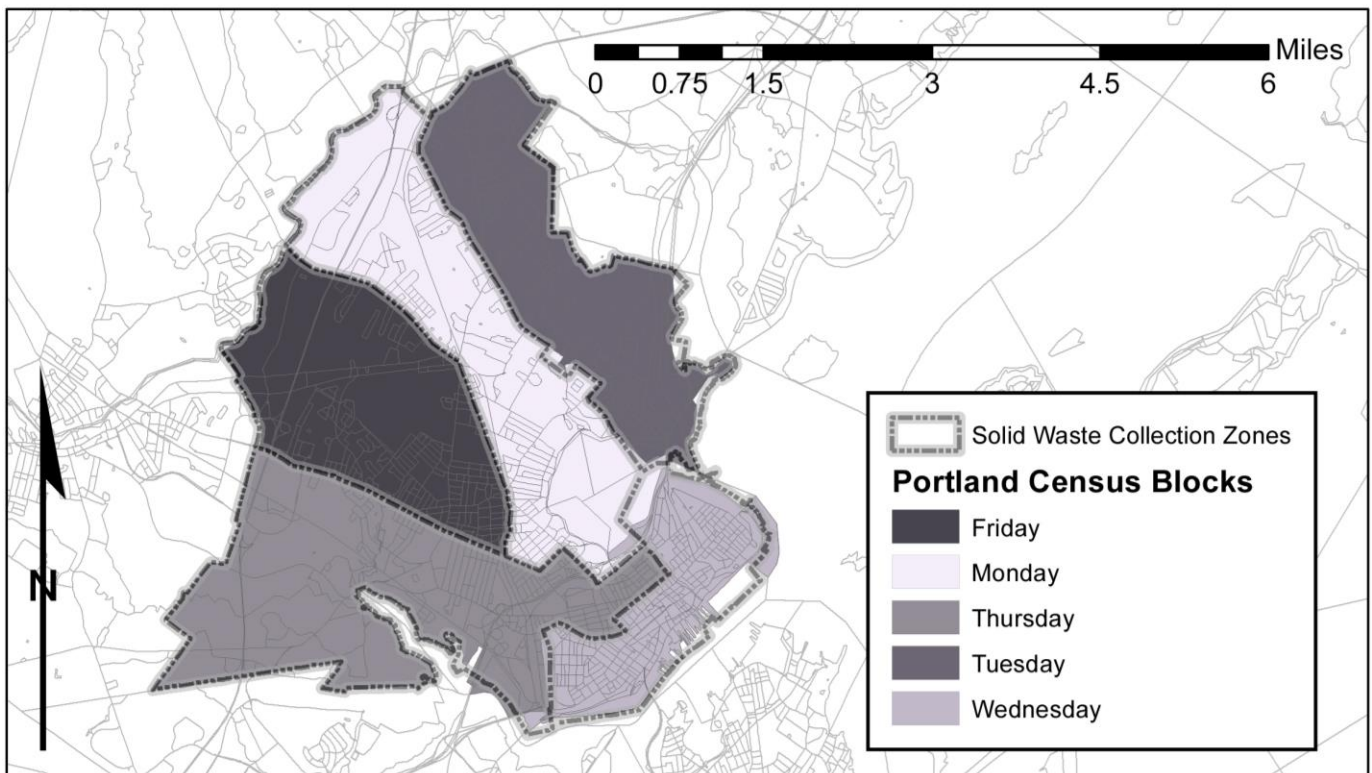 Miles
0 0.75 1.5 3 4.5 6
Solid Waste Collection Zones
Portland Census Blocks
Friday
Monday
Thursday
Tuesday
Wednesday
N